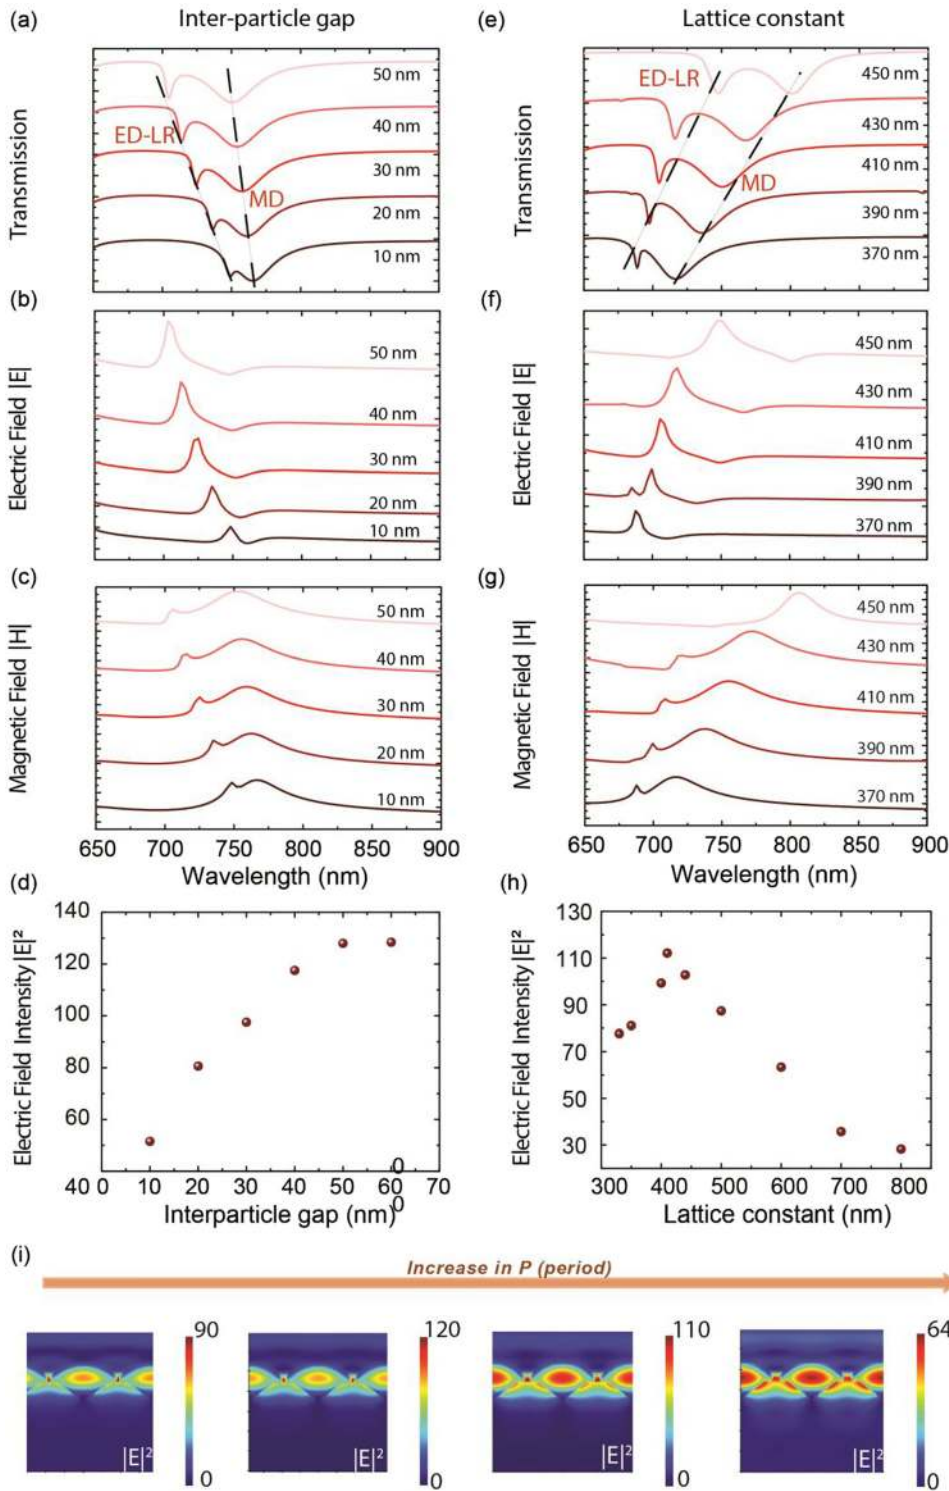 (a) Inter-particle gap
Transmission
50 nm
40 nm
ED-LR
30 nm
MD
20 nm
10 nm
(b)
Electric Field |E|
50 nm
40 nm
30 nm
20 nm
10 nm
(c)
Magnetic Field |H|
50 nm
40 nm
30 nm
20 nm
10 nm
650 700 750 800 850 900
Wavelength (nm)
(d)
Electric Field Intensity |E|²
140
120
100
80
60
40 0 10 20 30 40 50 60 70
0
0
Interparticle gap (nm)
(e) Lattice constant
Transmission
ED-LR
450 nm
430 nm
410 nm
MD
390 nm
370 nm
(f)
Electric Field |E|
450 nm
430 nm
410 nm
390 nm
370 nm
(g)
Magnetic Field |H|
450 nm
430 nm
410 nm
390 nm
370 nm
650 700 750 800 850 900
Wavelength (nm)
(h)
Electric Field Intensity |E|²
130
110
90
70
50
30
300 400 500 600 700 800
Lattice constant (nm)
(i)
Increase in P (period)
90 120 110 64
|E|² |E|² |E|² |E|²
0 0 0 0